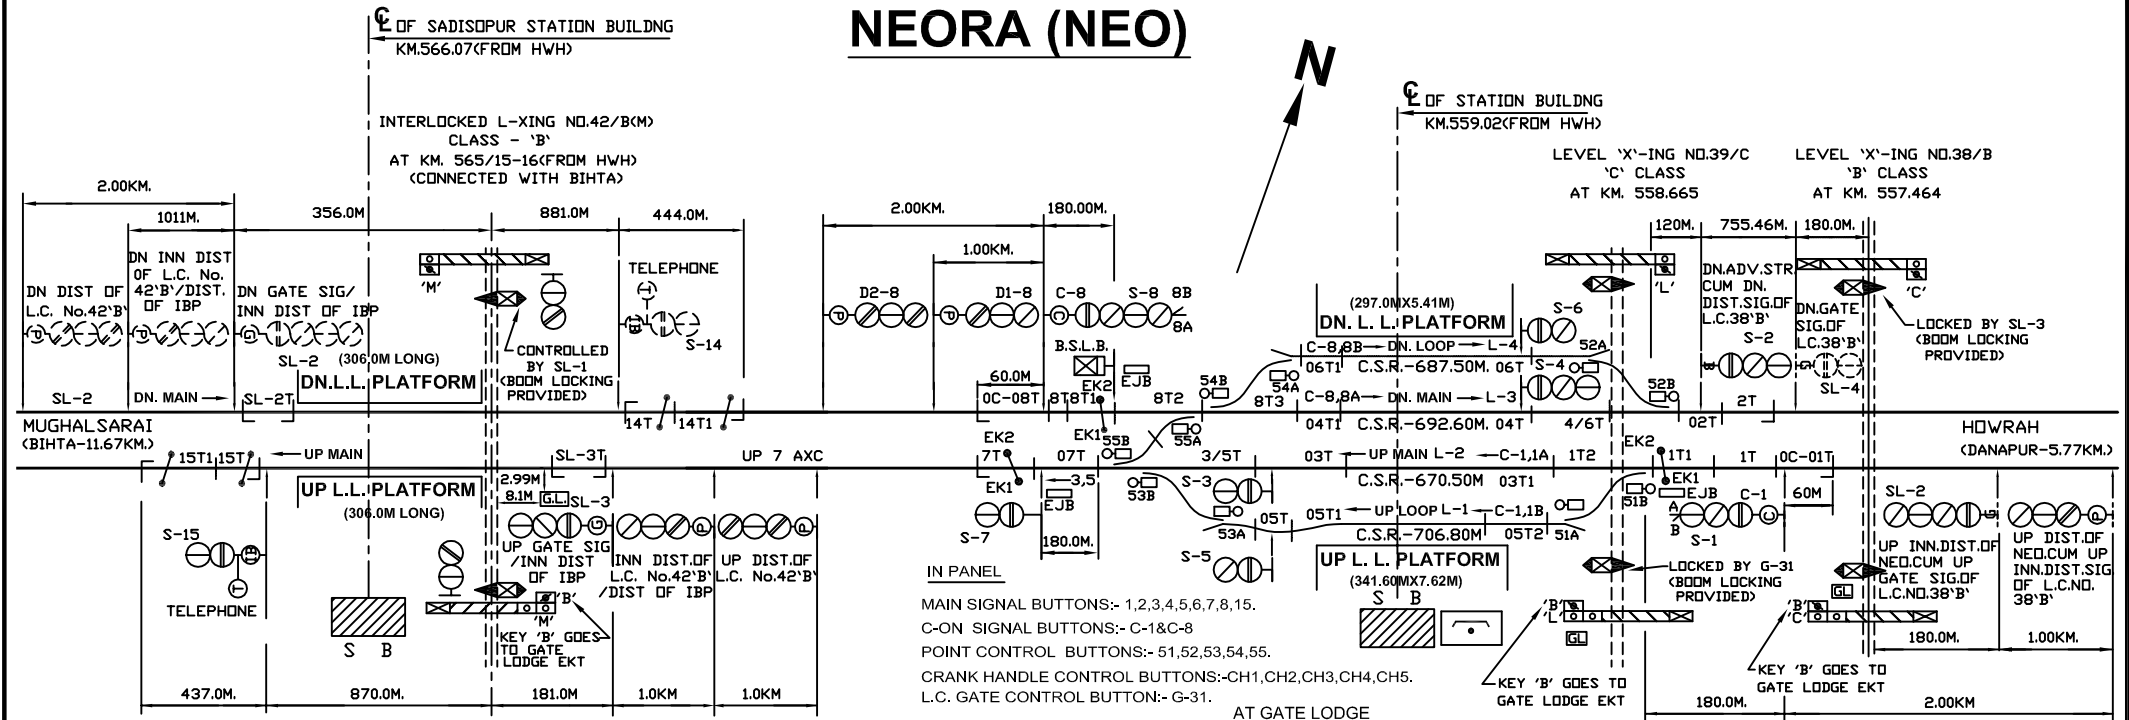 NEORA (NEO)
℄ OF SADISOPUR STATION BUILDNG
KM.566.07(FROM HWH)
INTERLOCKED L-XING NO.42/B(M)
CLASS - 'B'
AT KM. 565/15-16(FROM HWH)
(CONNECTED WITH BIHTA)
N
℄ OF STATION BUILDNG
KM.559.02(FROM HWH)
LEVEL 'X'-ING NO.39/C
'C' CLASS
AT KM. 558.665
LEVEL 'X'-ING NO.38/B
'B' CLASS
AT KM. 557.464
2.00KM.
1011M.
356.0M
881.0M
444.0M.
2.00KM.
180.00M.
1.00KM.
120M.
755.46M.
180.0M.
DN DIST OF
L.C. No.42'B'
P
DN INN DIST
OF L.C. No.
42'B'/DIST.
OF IBP
P
DN GATE SIG/
INN DIST OF IBP
G
SL-2
(306.0M LONG)
DN.L.L. PLATFORM
'M'
CONTROLLED
BY SL-1
(BOOM LOCKING
PROVIDED)
TELEPHONE
T
IB
S-14
P
D2-8
P
D1-8
C-8
C
S-8
8B
8A
B.S.L.B.
EJB
60.0M.
(297.0MX5.41M)
DN. L. L. PLATFORM
S-6
'L'
DN.ADV.STR
CUM DN.
DIST.SIG.OF
L.C.38'B'
S-2
DN.GATE
SIG.OF
L.C.38'B'
G
SL-4
'C'
LOCKED BY SL-3
(BOOM LOCKING
PROVIDED)
SL-2
DN. MAIN
SL-2T
14T
14T1
0C-08T
8T
8T1
EK2
EK1
8T2
54B
54A
8T3
C-8,8B
DN. LOOP
L-4
06T1
C.S.R.-687.50M.
06T
S-4
52A
C-8,8A
DN. MAIN
L-3
04T1
C.S.R.-692.60M.
04T
4/6T
52B
02T
2T
MUGHALSARAI
(BIHTA-11.67KM.)
HOWRAH
(DANAPUR-5.77KM.)
15T1
15T
UP MAIN
SL-3T
UP 7 AXC
EK2
7T
EK1
07T
55B
55A
3/5T
03T
UP MAIN L-2
C-1,1A
1T2
C.S.R.-670.50M
03T1
EK2
1T1
EK1
1T
0C-01T
UP L.L. PLATFORM
(306.0M LONG)
2.99M
8.1M
G.L.
SL-3
G
UP GATE SIG
/INN DIST
OF IBP
P
INN DIST.OF
L.C. No.42'B'
/DIST OF IBP
P
UP DIST.OF
L.C. No.42'B'
S-15
IB
T
TELEPHONE
S B
'B'
'M'
KEY 'B' GOES
TO GATE
LODGE EKT
437.0M.
870.0M.
181.0M
1.0KM
1.0KM
S-7
EJB
3,5
180.0M.
53B
S-3
53A
S-5
05T
05T1
UP LOOP L-1
C-1,1B
C.S.R.-706.80M
05T2
51A
51B
UP L. L. PLATFORM
(341.60MX7.62M)
S B
EJB
A
B
C-1
C
S-1
60M
LOCKED BY G-31
(BOOM LOCKING
PROVIDED)
'B'
'L'
GL
KEY 'B' GOES TO
GATE LODGE EKT
SL-2
G
UP INN.DIST.OF
NEO.CUM UP
GATE SIG.OF
L.C.NO.38'B'
P
UP DIST.OF
NEO.CUM UP
INN.DIST.SIG
OF L.C.NO.
38'B'
GL
'B'
'C'
KEY 'B' GOES TO
GATE LODGE EKT
180.0M.
1.00KM.
180.0M.
2.00KM
IN PANEL
MAIN SIGNAL BUTTONS:- 1,2,3,4,5,6,7,8,15.
C-ON SIGNAL BUTTONS:- C-1&C-8
POINT CONTROL BUTTONS:- 51,52,53,54,55.
CRANK HANDLE CONTROL BUTTONS:-CH1,CH2,CH3,CH4,CH5.
L.C. GATE CONTROL BUTTON:- G-31.
AT GATE LODGE